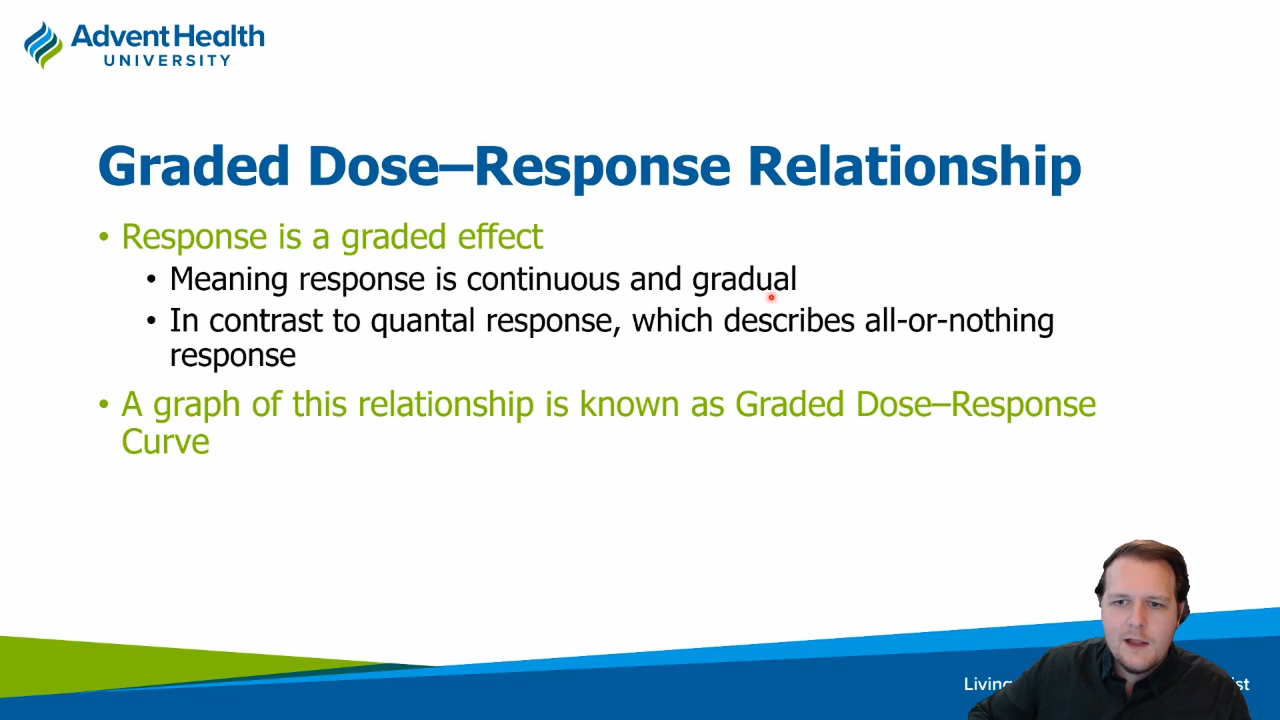 AdventHealth
UNIVERSITY
Graded Dose–Response Relationship
• Response is a graded effect
• Meaning response is continuous and gradual
• In contrast to quantal response, which describes all-or-nothing
response
• A graph of this relationship is known as Graded Dose–Response
Curve